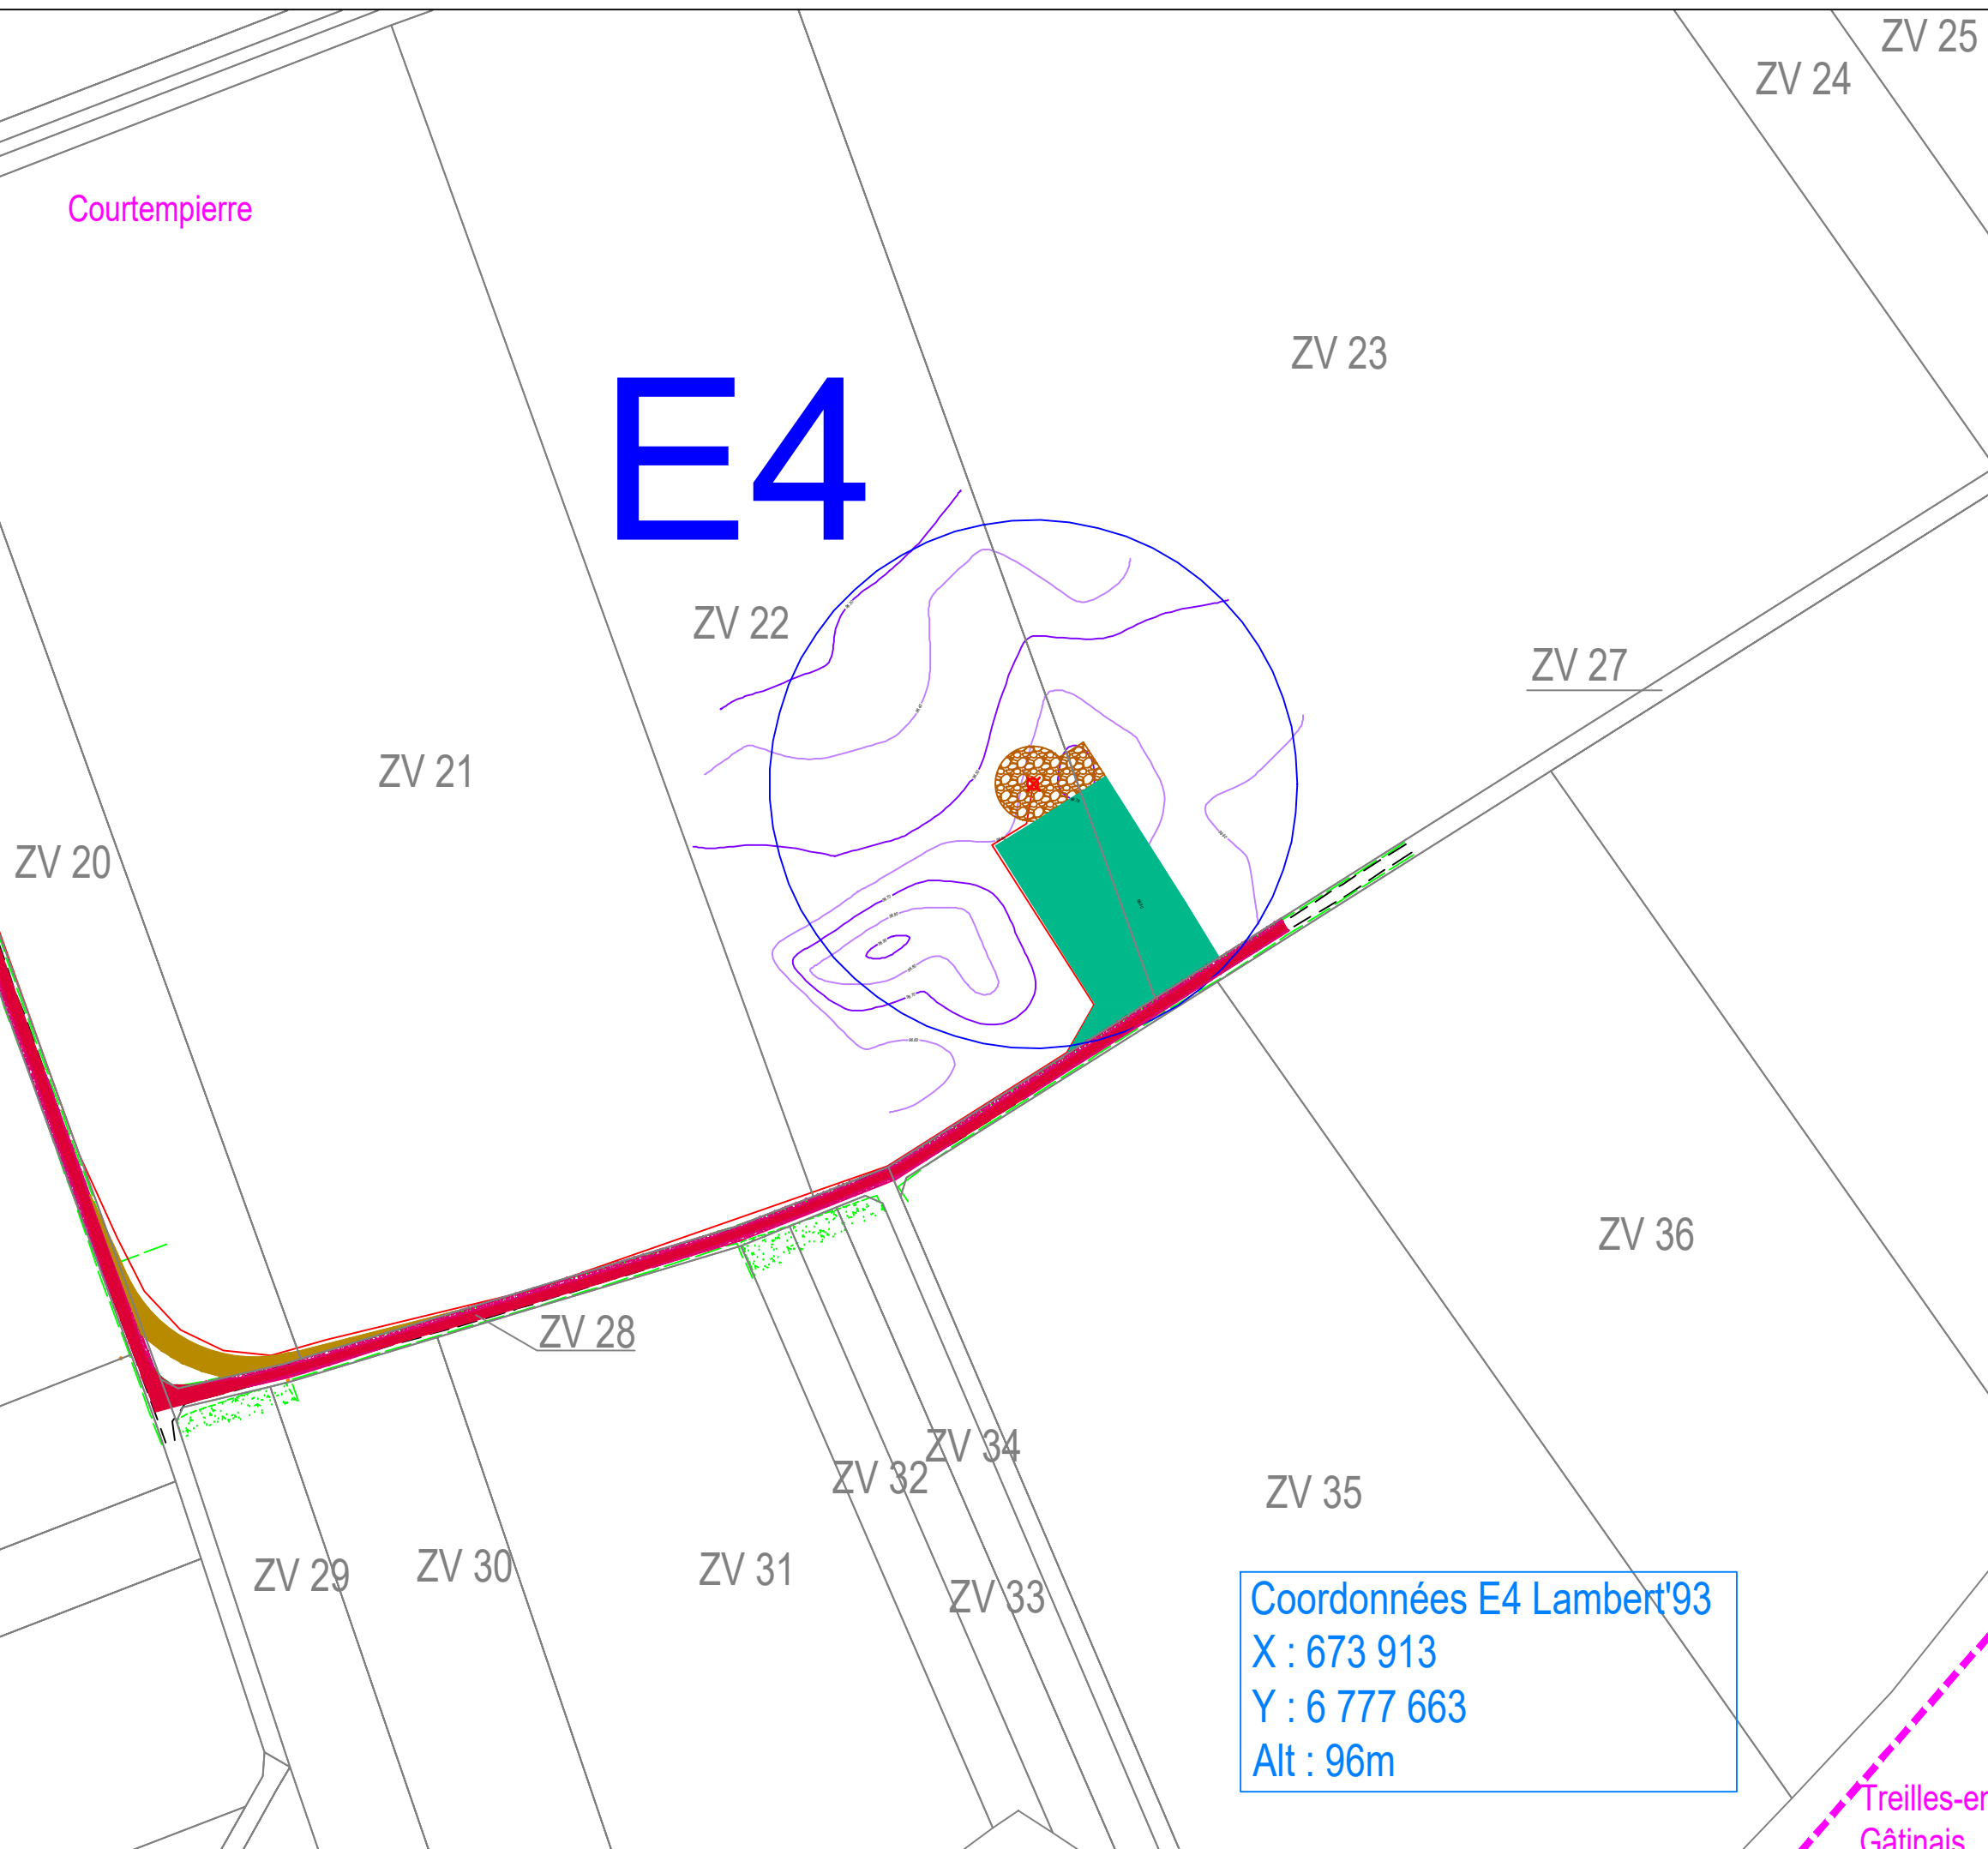 ZV 25
ZV 24
Courtempierre
ZV 23
E4
ZV 22
ZV 27
ZV 21
ZV 20
ZV 36
ZV 28
ZV 34
ZV 32
ZV 35
ZV 29
ZV 30
ZV 31
ZV 33
Coordonnées E4 Lambert'93
X : 673 913
Y : 6 777 663
Alt : 96m
Treilles-en
Gâtinais